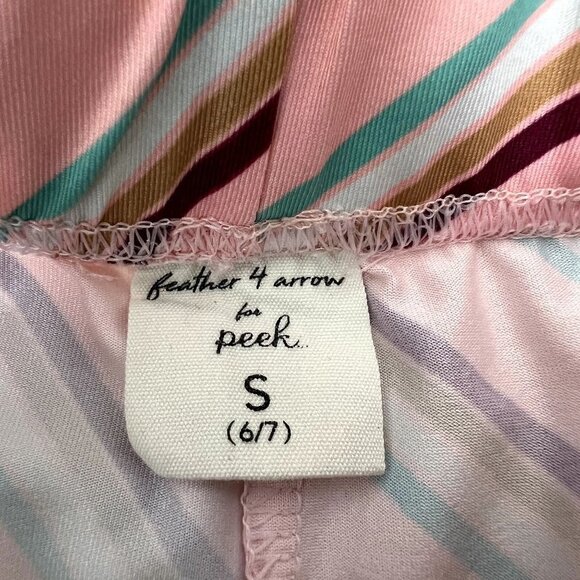 feather 4 arrow
for
peek...
S
(6/7)